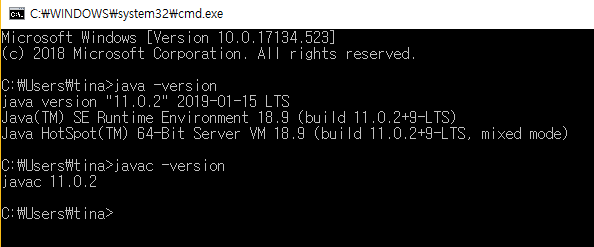 C:₩WINDOWS₩system32₩cmd.exe
Microsoft Windows [Version 10.0.17134.523]
(c) 2018 Microsoft Corporation. All rights reserved.
C:₩Users₩tina>java -version
java version "11.0.2" 2019-01-15 LTS
Java(TM) SE Runtime Environment 18.9 (build 11.0.2+9-LTS)
Java HotSpot(TM) 64-Bit Server VM 18.9 (build 11.0.2+9-LTS, mixed mode)
C:₩Users₩tina>javac -version
javac 11.0.2
C:₩Users₩tina>